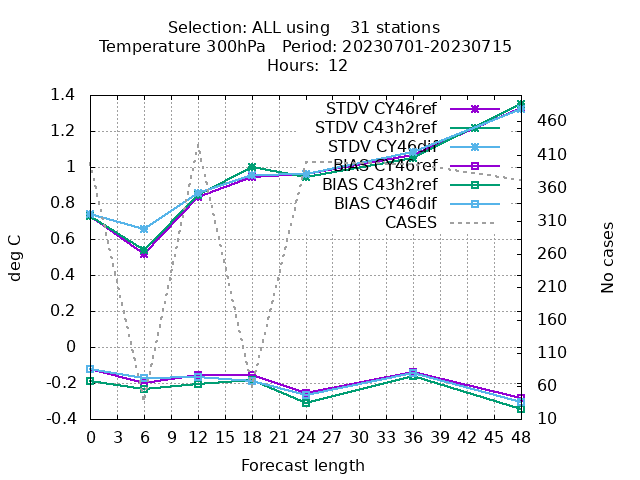 Selection: ALL using    31 stations
Temperature 300hPa   Period: 20230701-20230715
Hours: 12
STDV CY46ref
STDV C43h2ref
STDV CY46dif
BIAS CY46ref
BIAS C43h2ref
BIAS CY46dif
CASES
1.4
1.2
1
0.8
0.6
0.4
0.2
0
-0.2
-0.4
deg C
460
410
360
310
260
210
160
110
60
10
No cases
0 3 6 9 12 15 18 21 24 27 30 33 36 39 42 45 48
Forecast length